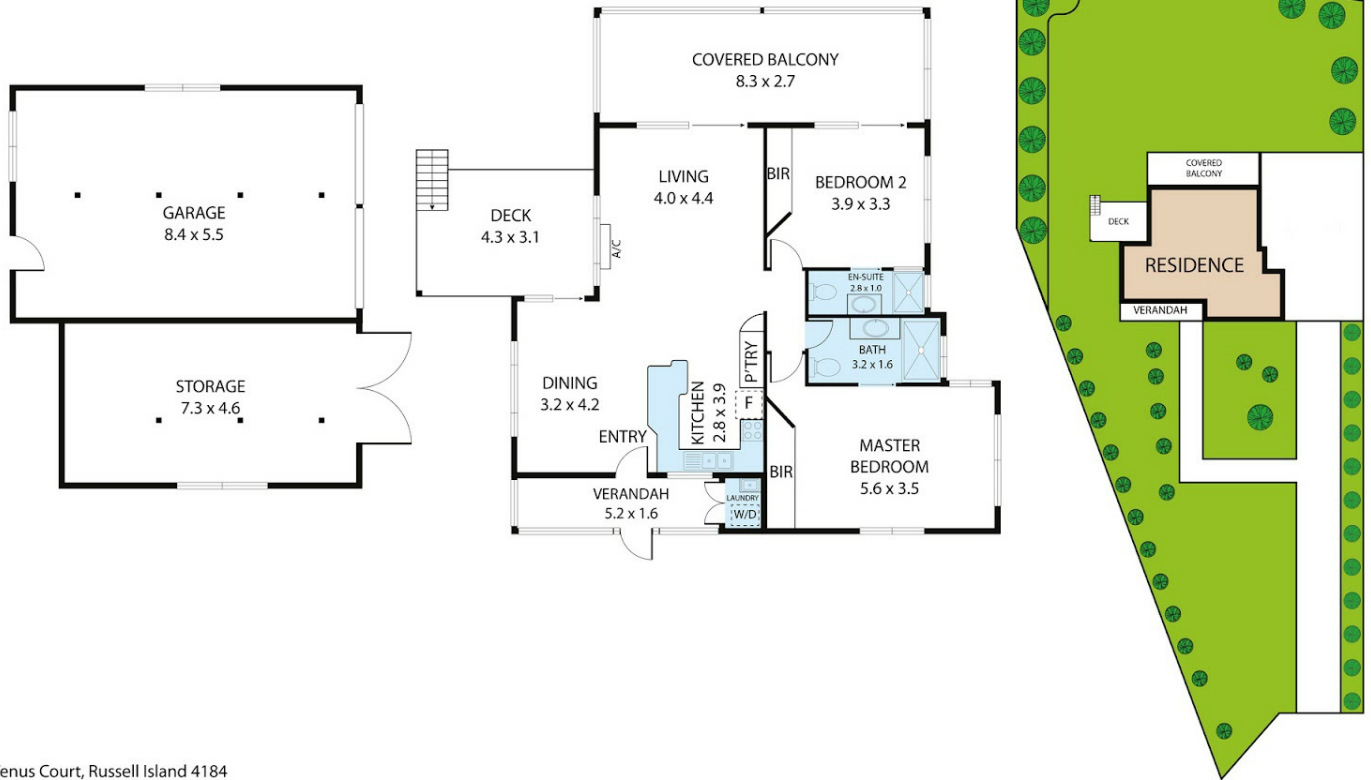 COVERED BALCONY
8.3 x 2.7
GARAGE
8.4 x 5.5
DECK
4.3 x 3.1
LIVING
4.0 x 4.4
A/C
BIR
BEDROOM 2
3.9 x 3.3
EN-SUITE
2.8 x 1.0
BATH
3.2 x 1.6
STORAGE
7.3 x 4.6
DINING
3.2 x 4.2
KITCHEN
2.8 x 3.9
P'TRY
F
ENTRY
BIR
MASTER
BEDROOM
5.6 x 3.5
VERANDAH
5.2 x 1.6
LAUNDRY
W/D
COVERED
BALCONY
DECK
RESIDENCE
VERANDAH
Court, Russell Island 4184